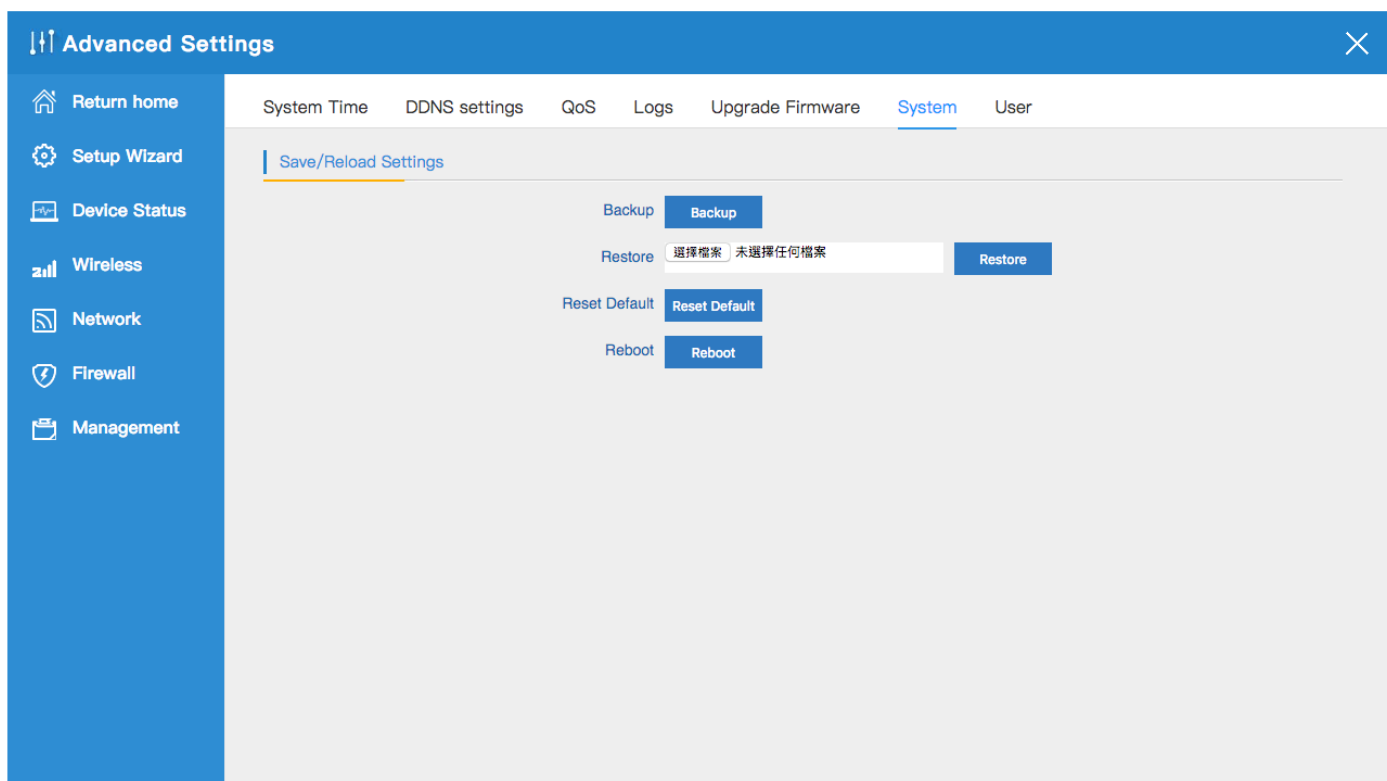 Advanced Settings
Return home
Setup Wizard
Device Status
Wireless
Network
Firewall
Management
System Time DDNS settings QoS Logs Upgrade Firmware System User
Save/Reload Settings
Backup Backup
Restore 選擇檔案 未選擇任何檔案 Restore
Reset Default Reset Default
Reboot Reboot